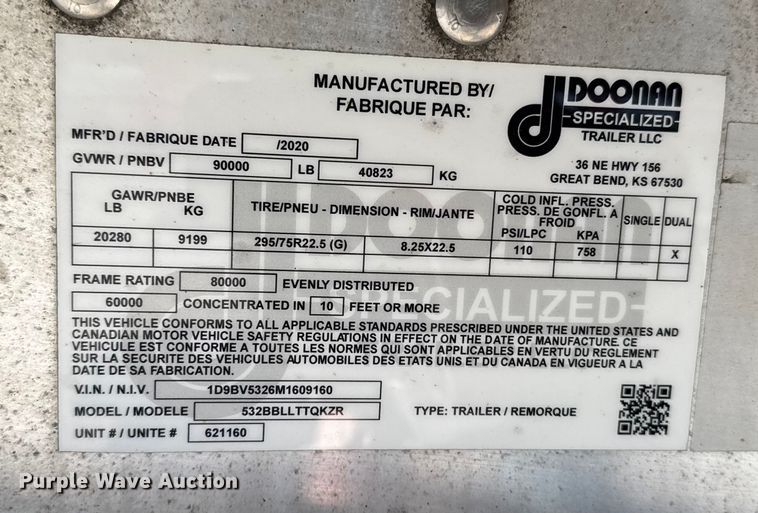 MANUFACTURED BY/
FABRIQUE PAR:
DOONAN
SPECIALIZED
TRAILER LLC
36 NE HWY 156
GREAT BEND, KS 67530
MFR'D / FABRIQUE DATE /2020
GVWR / PNBV 90000 LB 40823 KG
GAWR/PNBE
LB KG
TIRE/PNEU - DIMENSION - RIM/JANTE
COLD INFL. PRESS.
PRESS. DE GONFL. A
FROID
PSI/LPC KPA
SINGLE DUAL
20280 9199 295/75R22.5 (G) 8.25X22.5 110 758 X
DOONAN
SPECIALIZED
FRAME RATING 80000 EVENLY DISTRIBUTED
60000 CONCENTRATED IN 10 FEET OR MORE
THIS VEHICLE CONFORMS TO ALL APPLICABLE STANDARDS PRESCRIBED UNDER THE UNITED STATES AND
CANADIAN MOTOR VEHICLE SAFETY REGULATIONS IN EFFECT ON THE DATE OF MANUFACTURE. CE
VEHICULE EST CONFORME A TOUTES LES NORMES QUI SONT APPLICABLES EN VERTU DU REGLEMENT
SUR LA SECURITE DES VEHICULES AUTOMOBILES DES ETATS UNIS ET DU CANADA EN VIGUEUR A LA
DATE DE SA FABRICATION.
V.I.N. / N.I.V. 1D9BV5326M1609160
MODEL / MODELE 532BBLLTTQKZR TYPE: TRAILER / REMORQUE
UNIT # / UNITE # 621160
Purple Wave Auction